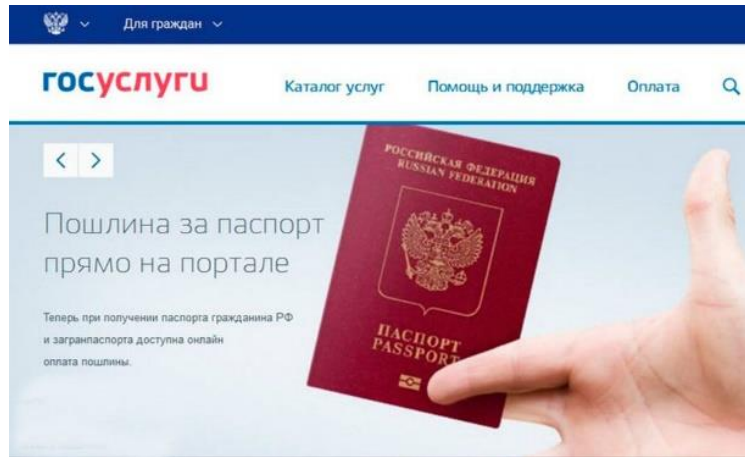 Для граждан
госуслуги
Каталог услуг
Помощь и поддержка
Оплата
Пошлина за паспорт
прямо на портале
Теперь при получении паспорта гражданина РФ
и загранпаспорта доступна онлайн
оплата пошлины.
РОССИЙСКАЯ ФЕДЕРАЦИЯ
RUSSIAN FEDERATION
ПАСПОРТ
PASSPORT